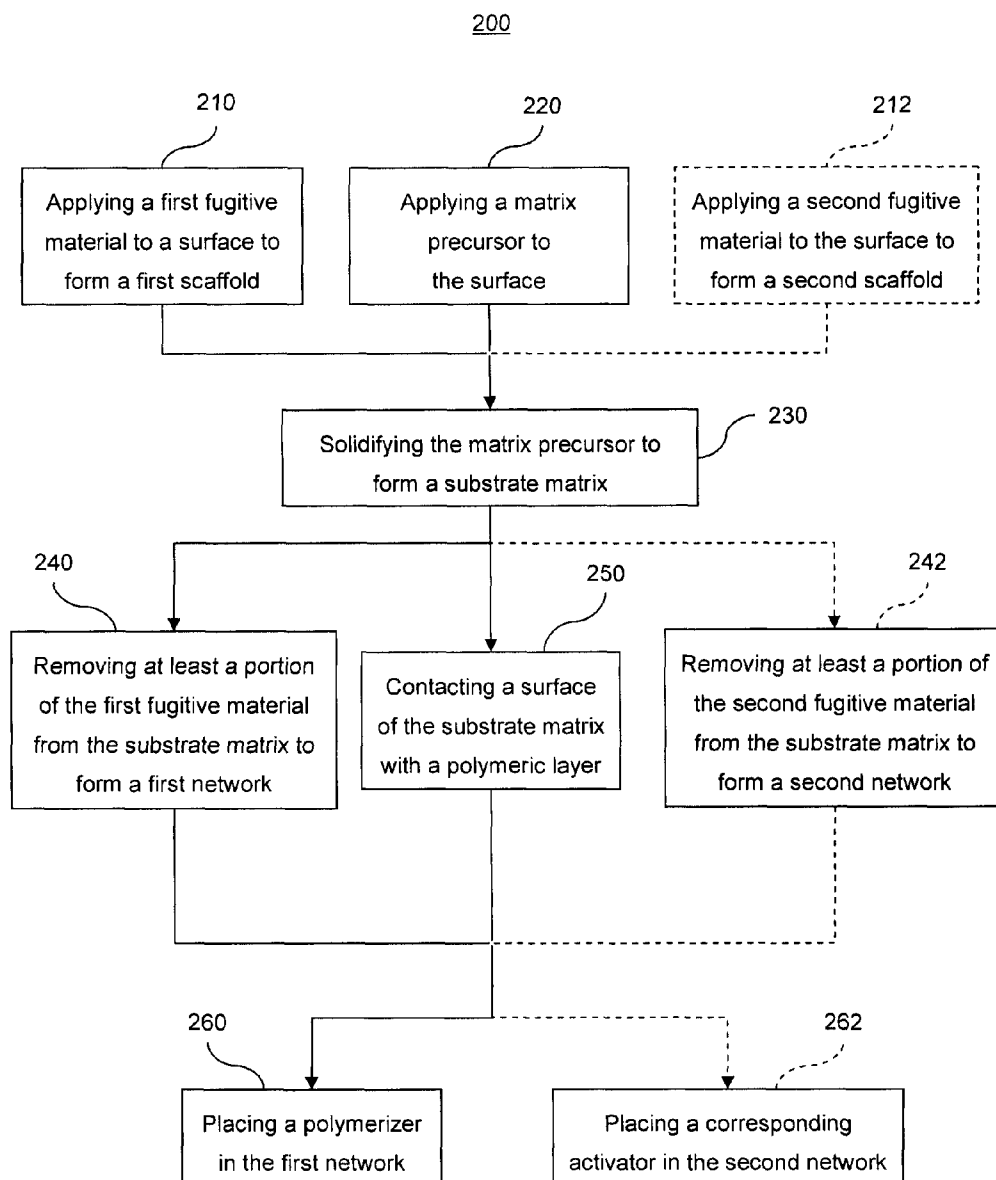 200
210
220
212
Applying a first fugitive
material to a surface to
form a first scaffold
Applying a matrix
precursor to
the surface
Applying a second fugitive
material to the surface to
form a second scaffold
230
Solidifying the matrix precursor to
form a substrate matrix
240
250
242
Removing at least a portion
of the first fugitive material
from the substrate matrix to
form a first network
Contacting a surface
of the substrate matrix
with a polymeric layer
Removing at least a portion of
the second fugitive material
from the substrate matrix to
form a second network
260
262
Placing a polymerizer
in the first network
Placing a corresponding
activator in the second network